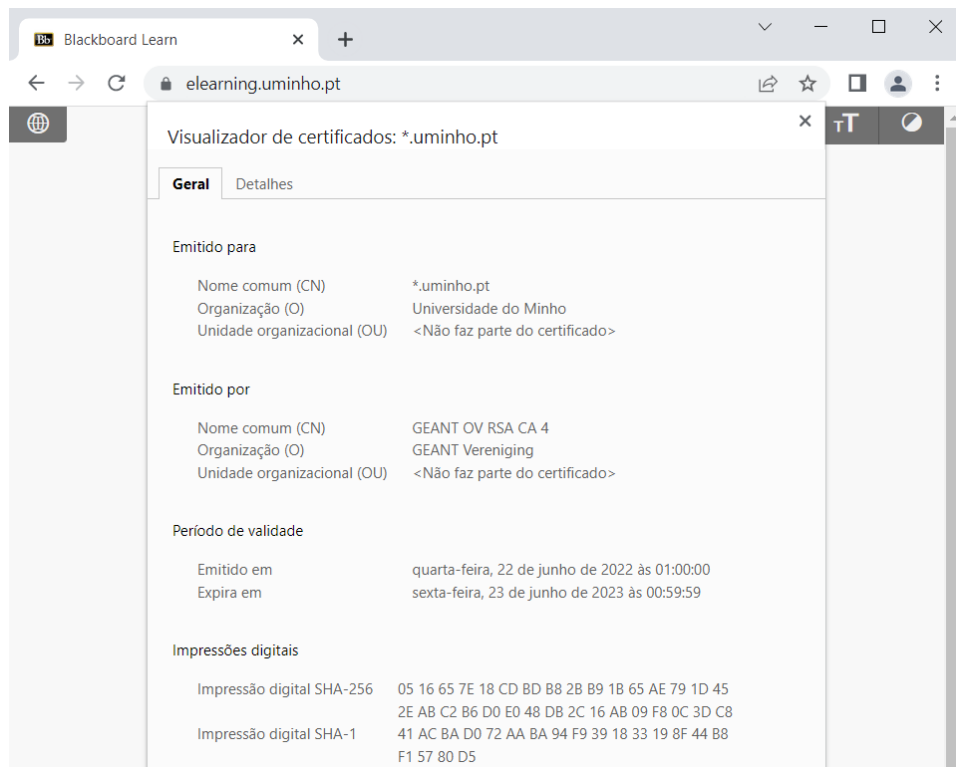 Bb Blackboard Learn
elearning.uminho.pt
Visualizador de certificados: *.uminho.pt
TT
Geral Detalhes
Emitido para
Nome comum (CN) *.uminho.pt
Organização (O) Universidade do Minho
Unidade organizacional (OU) <Não faz parte do certificado>
Emitido por
Nome comum (CN) GEANT OV RSA CA 4
Organização (O) GEANT Vereniging
Unidade organizacional (OU) <Não faz parte do certificado>
Período de validade
Emitido em quarta-feira, 22 de junho de 2022 às 01:00:00
Expira em sexta-feira, 23 de junho de 2023 às 00:59:59
Impressões digitais
Impressão digital SHA-256 05 16 65 7E 18 CD BD B8 2B B9 1B 65 AE 79 1D 45
2E AB C2 B6 D0 E0 48 DB 2C 16 AB 09 F8 0C 3D C8
Impressão digital SHA-1 41 AC BA D0 72 AA BA 94 F9 39 18 33 19 8F 44 B8
F1 57 80 D5